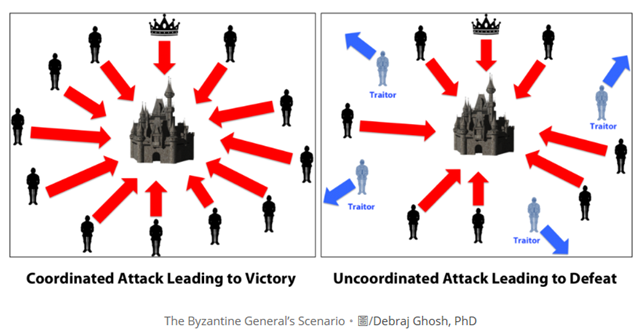 Traitor
Traitor
Traitor
Traitor
Coordinated Attack Leading to Victory
Uncoordinated Attack Leading to Defeat
The Byzantine General's Scenario • 圖/Debraj Ghosh, PhD